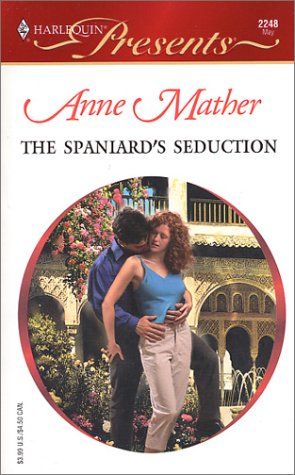 HARLEQUIN
Presents
2248
May
Anne Mather
THE SPANIARD'S SEDUCTION
$3.99 U.S./$4.50 CAN.